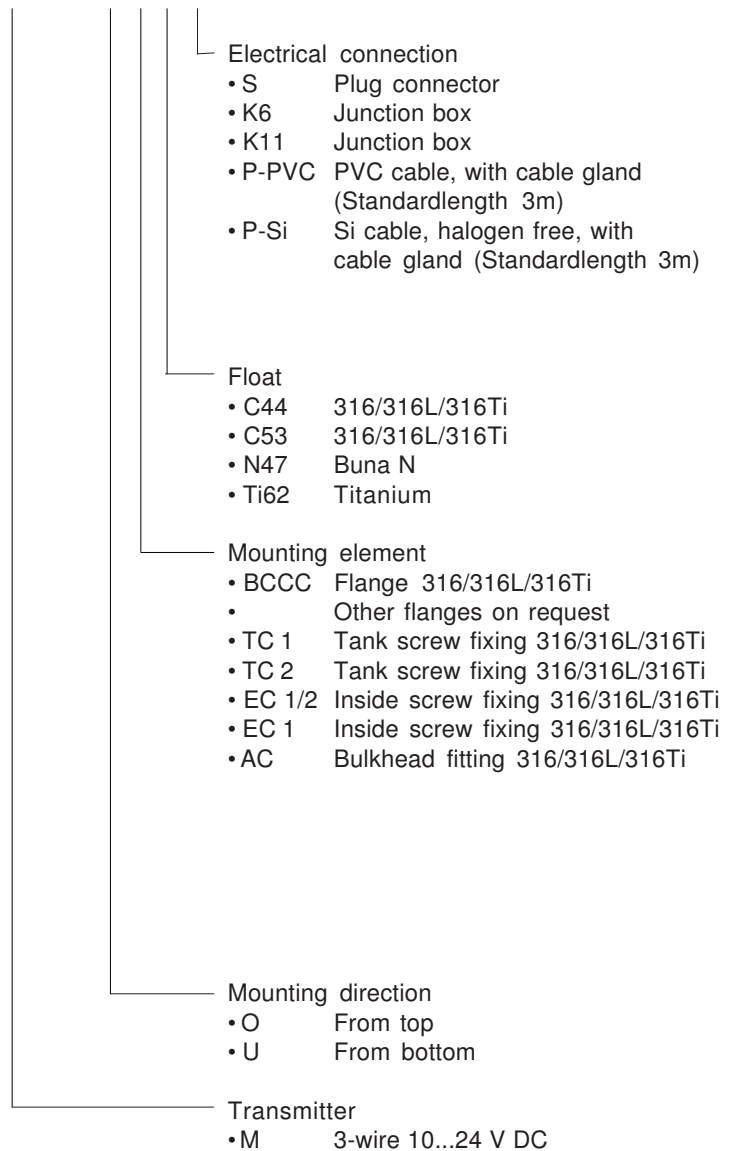 Electrical connection
• S Plug connector
• K6 Junction box
• K11 Junction box
• P-PVC PVC cable, with cable gland
(Standardlength 3m)
• P-Si Si cable, halogen free, with
cable gland (Standardlength 3m)
Float
• C44 316/316L/316Ti
• C53 316/316L/316Ti
• N47 Buna N
• Ti62 Titanium
Mounting element
• BCCC Flange 316/316L/316Ti
• Other flanges on request
• TC 1 Tank screw fixing 316/316L/316Ti
• TC 2 Tank screw fixing 316/316L/316Ti
• EC 1/2 Inside screw fixing 316/316L/316Ti
• EC 1 Inside screw fixing 316/316L/316Ti
• AC Bulkhead fitting 316/316L/316Ti
Mounting direction
• O From top
• U From bottom
Transmitter
• M 3-wire 10...24 V DC